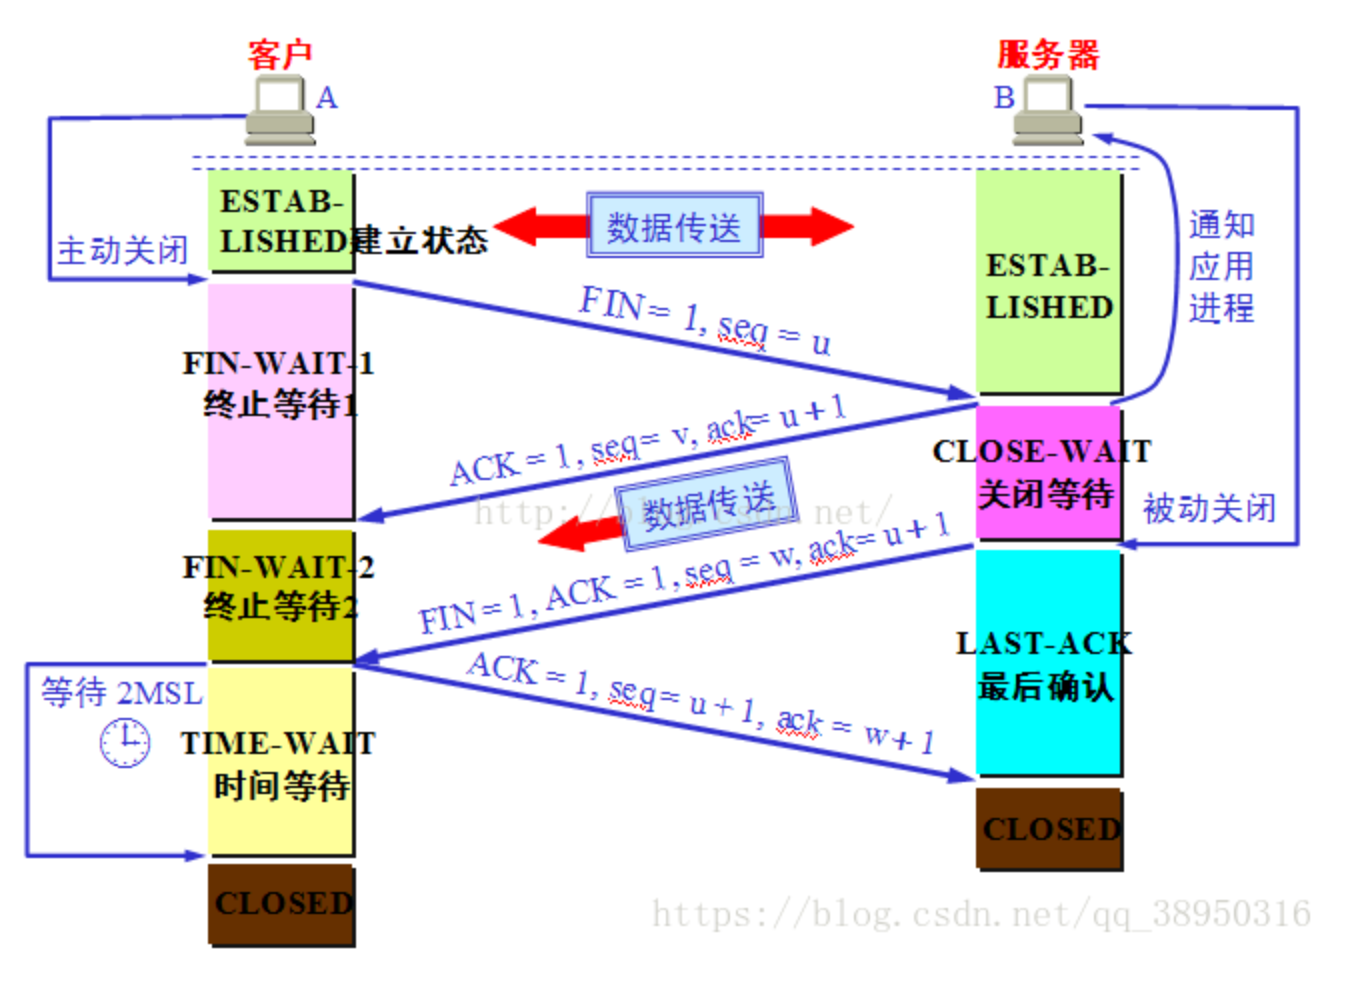 客户
服务器
A
B
ESTAB-
LISHED建立状态
主动关闭
数据传送
通知
应用
进程
ESTAB-
LISHED
FIN = 1, seq = u
FIN-WAIT-1
终止等待1
ACK = 1, seq= v, ack= u + 1
CLOSE-WAIT
关闭等待
数据传送
http://blog.csdn.net/
被动关闭
FIN-WAIT-2
终止等待2
FIN = 1, ACK = 1, seq = w, ack= u + 1
LAST-ACK
最后确认
ACK = 1, seq= u + 1, ack = w + 1
等待 2MSL
TIME-WAIT
时间等待
CLOSED
CLOSED
https://blog.csdn.net/qq_38950316